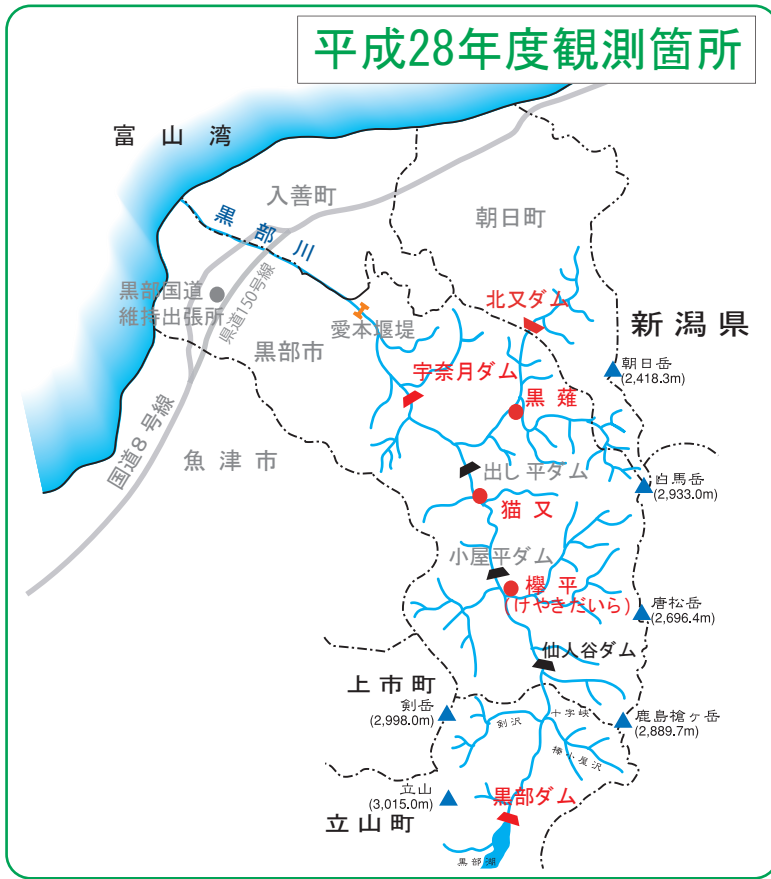 平成28年度観測箇所
富山湾
入善町
朝日町
黒部川
北又ダム
黒部国道
維持出張所
県道150号線
新潟県
愛本堰堤
黒部市
朝日岳
(2,418.3m)
宇奈月ダム
黒薙
国道8号線
魚津市
出し平ダム
白馬岳
(2,933.0m)
猫又
小屋平ダム
欅平
(けやきだいら)
唐松岳
(2,696.4m)
仙人谷ダム
上市町
剣岳
(2,998.0m)
剣沢
十字峡
鹿島槍ヶ岳
(2,889.7m)
棒小屋沢
立山
(3,015.0m)
黒部ダム
立山町
黒部湖